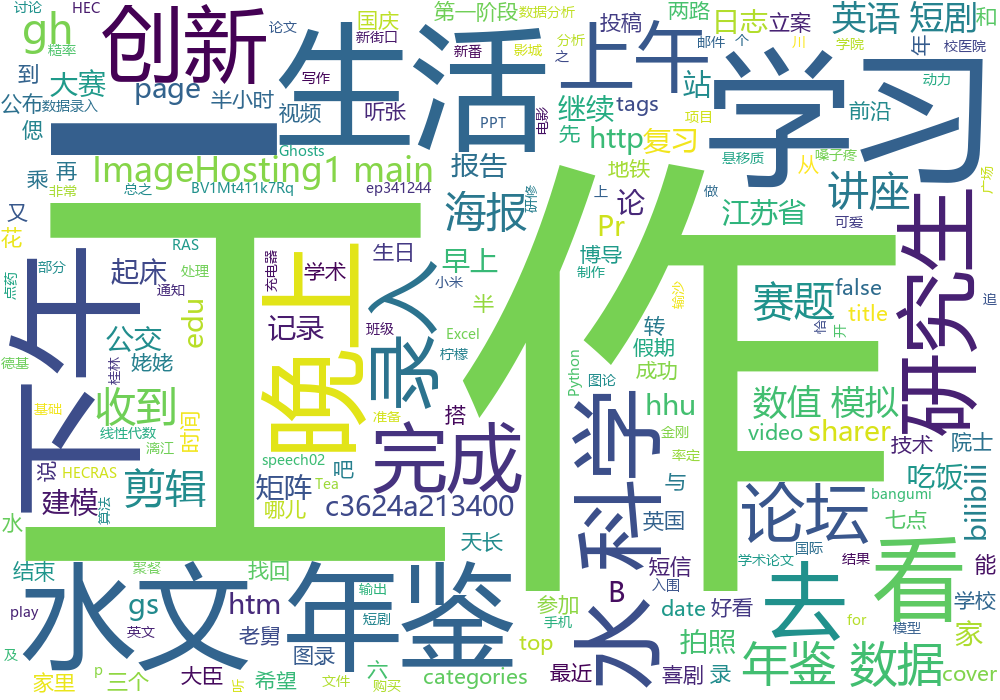 讨论 HEC 论文 新街口 新番 影城 分析 之 邮件 个 川 学院 校医院
糙率 写作 国庆 第一阶段 数据分析 投稿 两路 立案
gh 创新 生活 上午 日志 英语 短剧 和
到 大赛 page 半小时 视频 听张 PPT 电影 继续 tags 站 年
公布 数据录入 偲 Ghosts 先 http 复习 项目 前沿 动力
一 学习
乘 再 ImageHosting1 main 报告 地铁 悬移质 从 嗓子疼
非常 总之 BV1Mt411k7Rq ep341244 研修 上 做 广场
又 花 海报 论 Pr 江苏省 讲座 可爱
RAS 充电器 学术 生日 早上 博导 制作
点药 部分 通知 起床 处理 小米 半 输沙 赛题 false 追
下午 edu 晚上 记录 录入 班级 转 假期 title 恰 开
德基 桂林 公交 姥姥 Excel 柠檬 成功 Python 图论 研究生
工作
基础 收到 时间 准备 搭 hhu 数值 模拟
线性代数 漓江 完成 金刚 video sharer 技术 院士
说 HECRAS speech02 吧 科学 与 率定 吃饭
建模 剪辑 矩阵 Tea 哪儿 c3624a213400 英国 论坛 bangumi bilibili
水 算法 天长 七点
结束 聚督 找回 输出 短信 学术论文 国际 结果 能
水文 年鉴 参加 水 B 入围 去 看 学校
play gs htm 手机 date 好看 for 家
英文 老舅 短剧 top 拍照 模型
及 大臣 图录 六 最近 喜剧 录 年鉴 数据
家里 p 三个 希望 听 文件 购买 categories cover